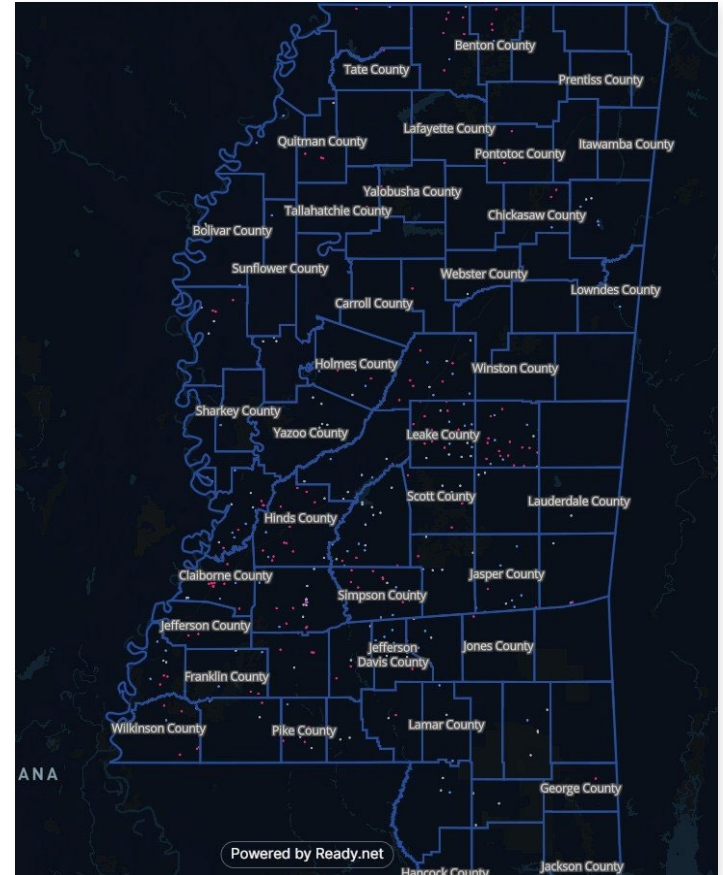 Benton County
Tate County
Prentiss County
Lafayette County
Quitman County
Itawamba County
Pontotoc County
Yalobusha County
Tallahatchie County
Chickasaw County
Bolivar County
Sunflower County
Webster County
Lowndes County
Carroll County
Holmes County
Winston County
Sharkey County
Yazoo County
Leake County
Scott County
Lauderdale County
Hinds County
Claiborne County
Jasper County
Simpson County
Jefferson County
Jefferson
Davis County
Jones County
Franklin County
Wilkinson County
Pike County
Lamar County
ANA
George County
Powered by Ready.net
Jackson County
Hancock County